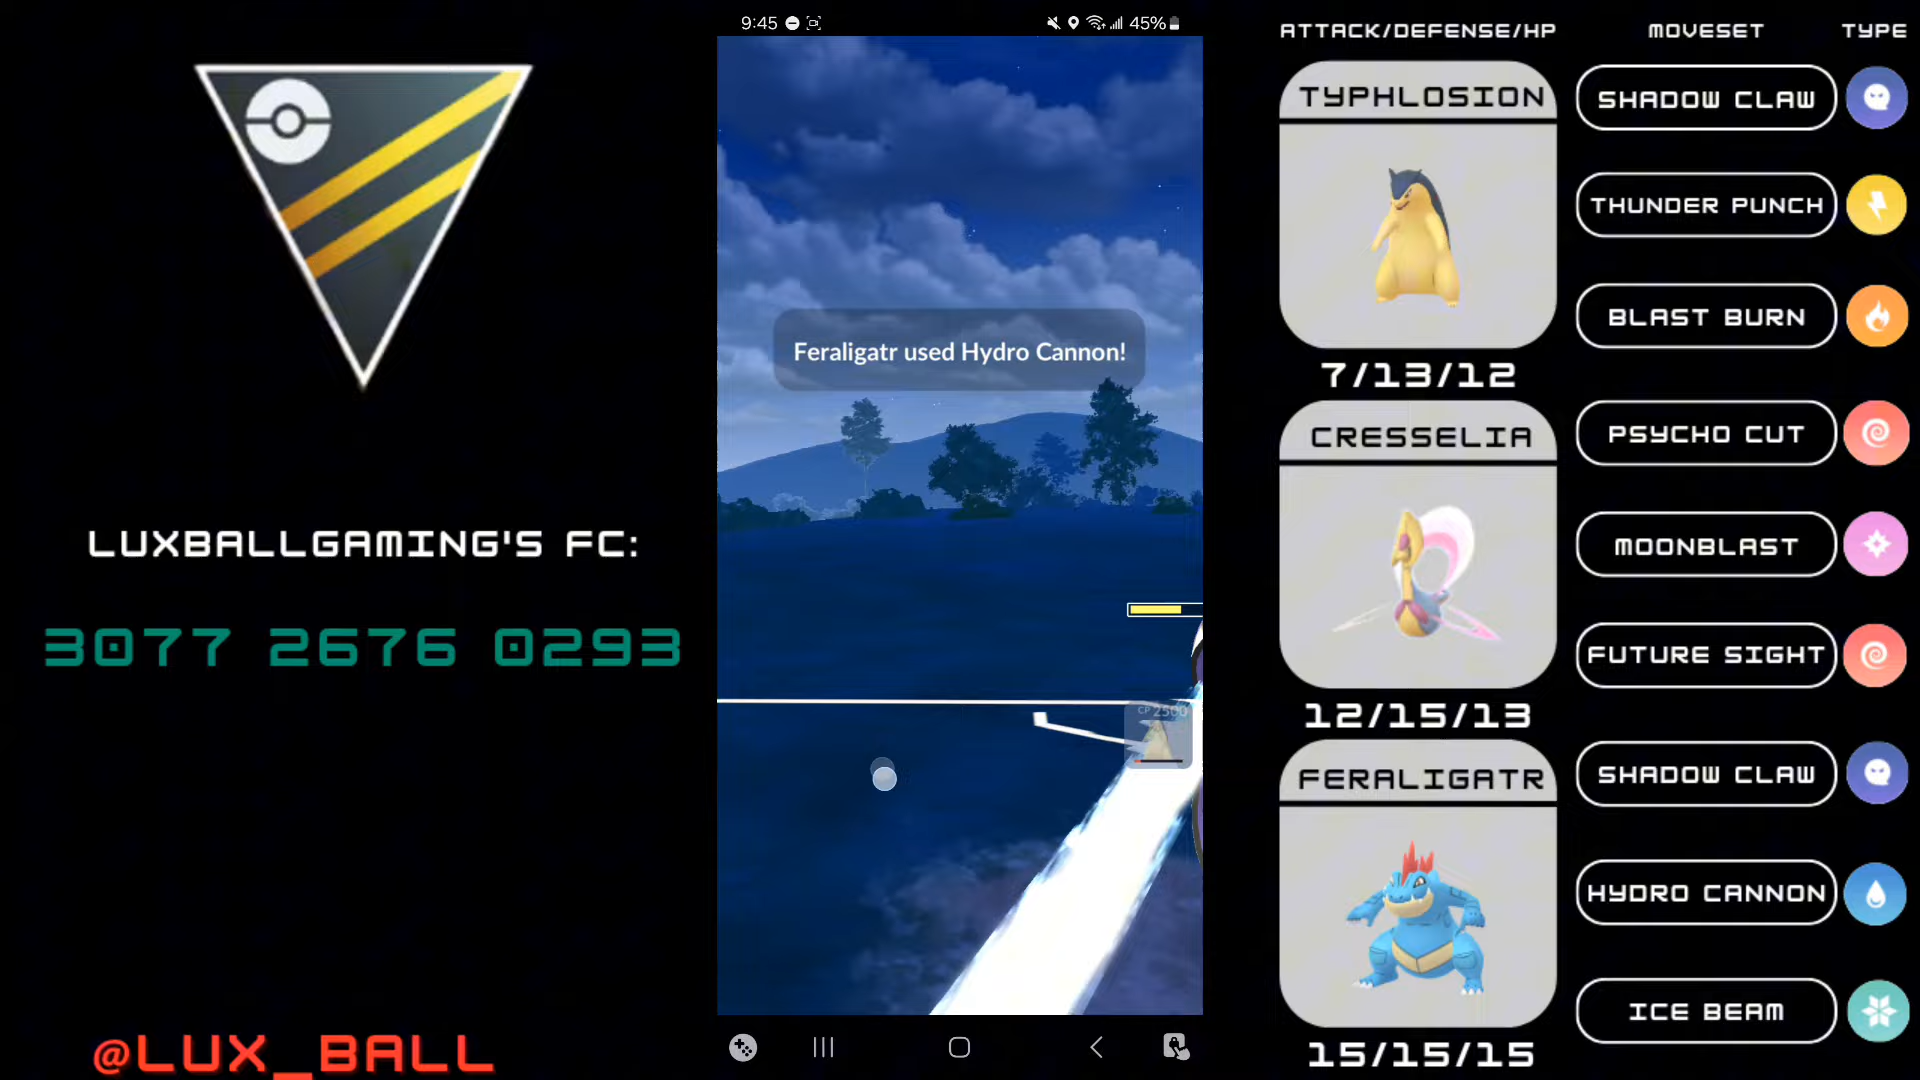 LUXBALLGAMING'S FC:
3077 2676 0293
@LUX_BALL
9:45
45%
Feraligatr used Hydro Cannon!
CP 2500
ATTACK/DEFENSE/HP
MOVESET
TYPE
TYPHLOSION
7/13/12
SHADOW CLAW
THUNDER PUNCH
BLAST BURN
CRESSELIA
12/15/13
PSYCHO CUT
MOONBLAST
FUTURE SIGHT
FERALIGATR
15/15/15
SHADOW CLAW
HYDRO CANNON
ICE BEAM